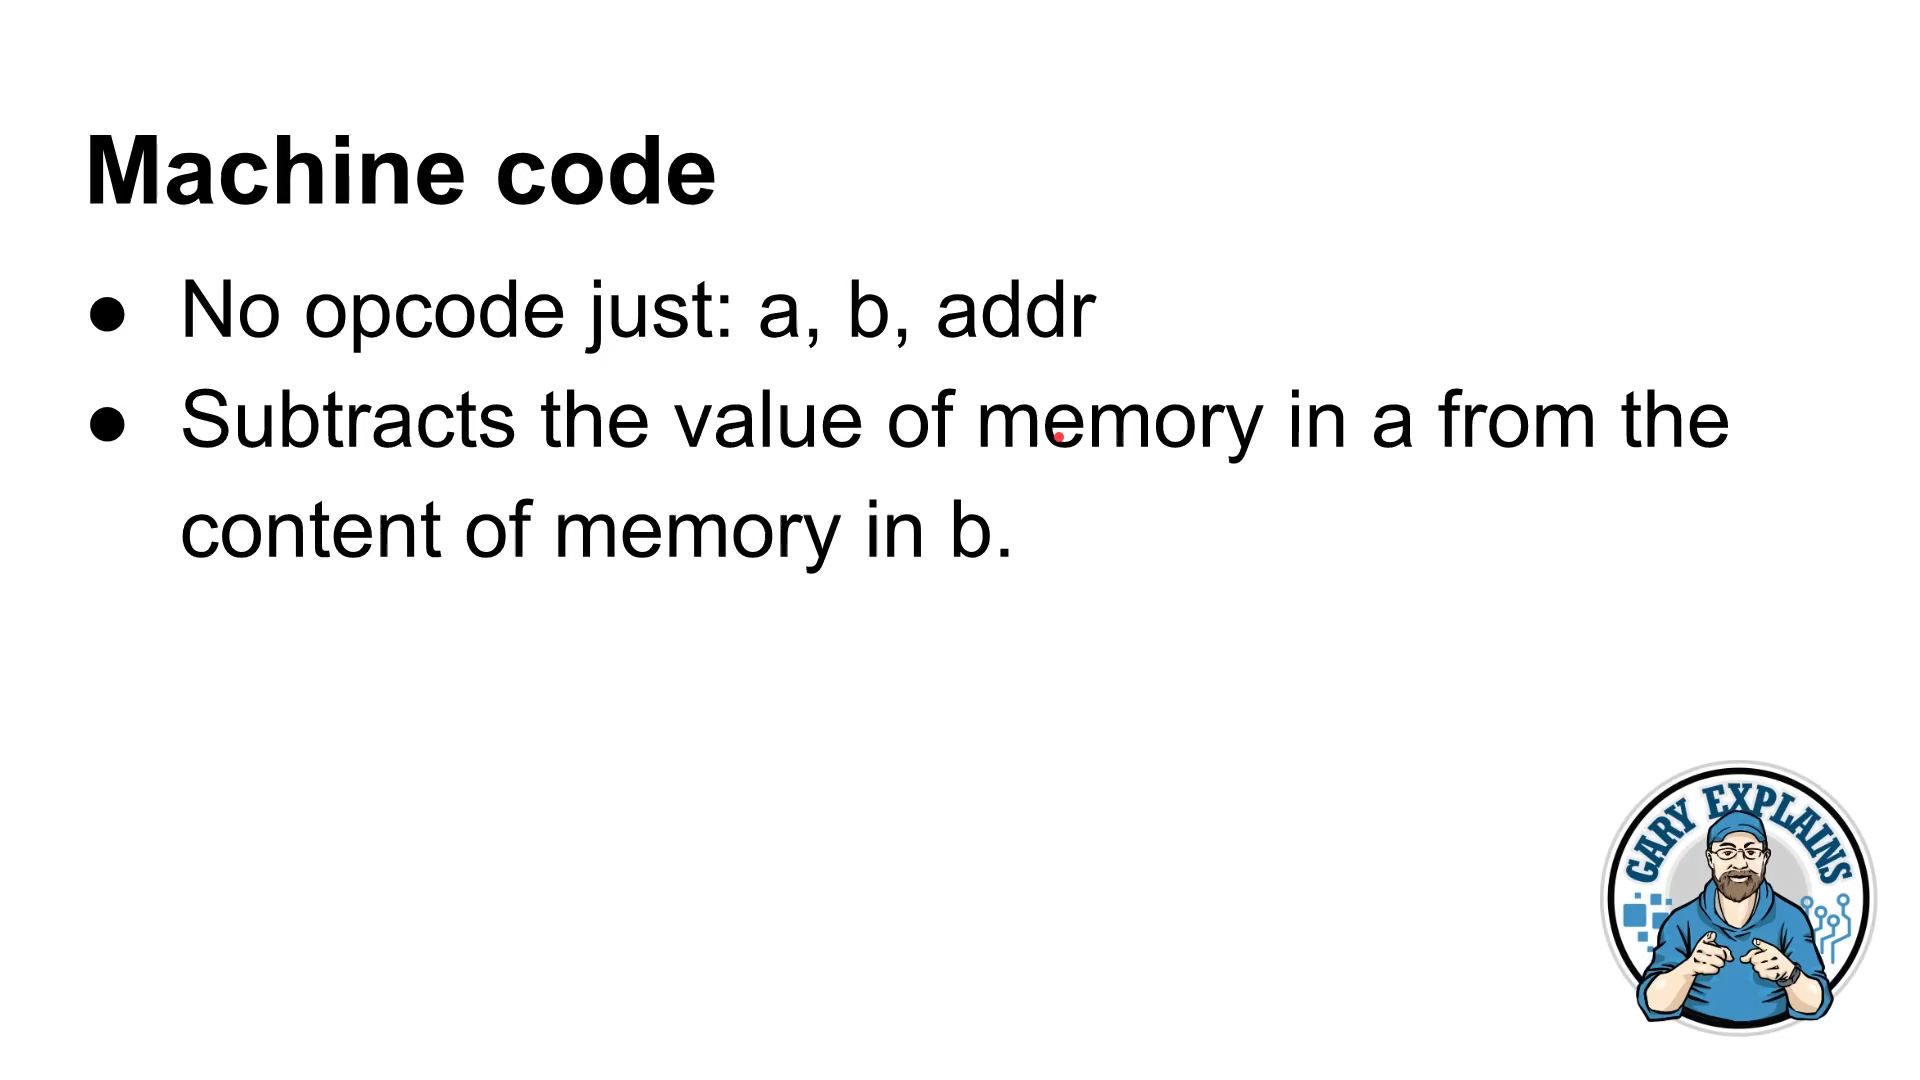 Machine code
● No opcode just: a, b, addr
● Subtracts the value of memory in a from the
content of memory in b.
GARY EXPLAINS